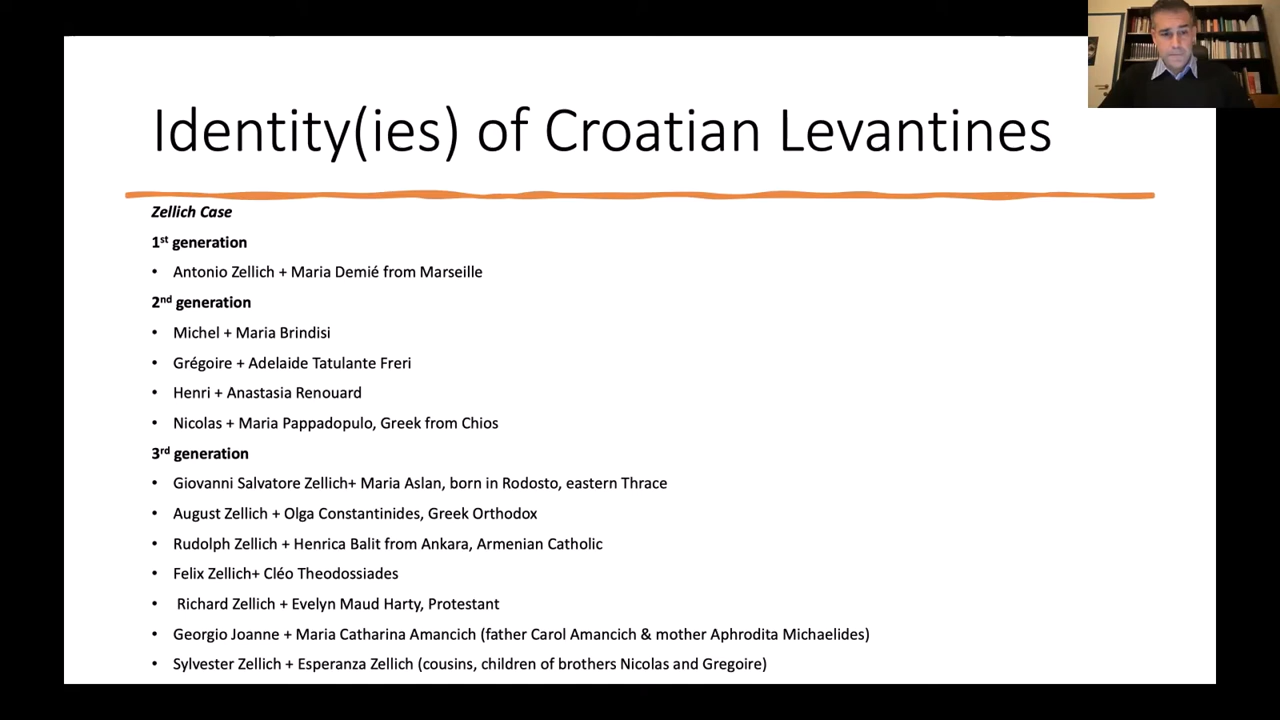 Identity(ies) of Croatian Levantines
Zellich Case
1st generation
• Antonio Zellich + Maria Demié from Marseille
2nd generation
• Michel + Maria Brindisi
• Grégoire + Adelaide Tatulante Freri
• Henri + Anastasia Renouard
• Nicolas + Maria Pappadopulo, Greek from Chios
3rd generation
• Giovanni Salvatore Zellich+ Maria Aslan, born in Rodosto, eastern Thrace
• August Zellich + Olga Constantinides, Greek Orthodox
• Rudolph Zellich + Henrica Balit from Ankara, Armenian Catholic
• Felix Zellich+ Cléo Theodossiades
• Richard Zellich + Evelyn Maud Harty, Protestant
• Georgio Joanne + Maria Catharina Amancich (father Carol Amancich & mother Aphrodita Michaelides)
• Sylvester Zellich + Esperanza Zellich (cousins, children of brothers Nicolas and Gregoire)